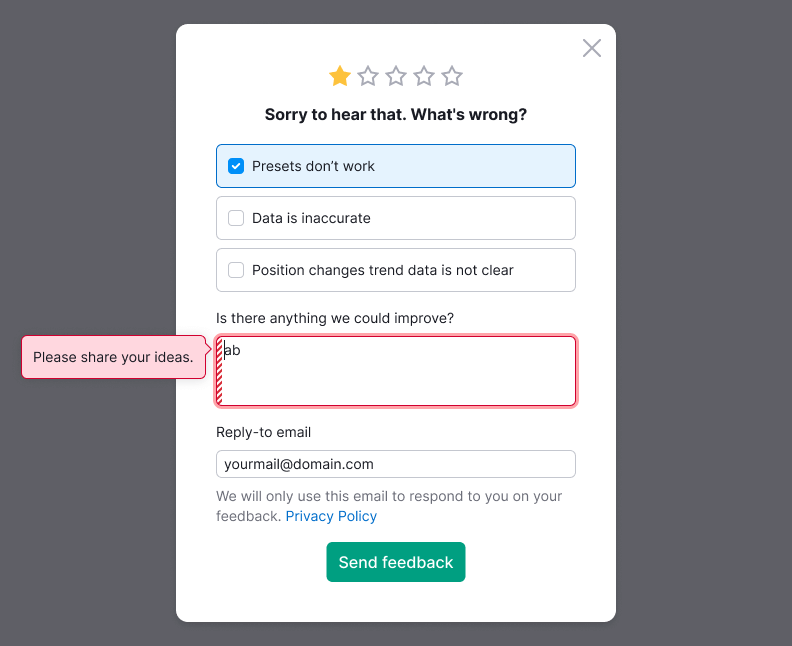 Sorry to hear that. What's wrong?
Presets don’t work
Data is inaccurate
Position changes trend data is not clear
Is there anything we could improve?
Please share your ideas.
ab
Reply-to email
yourmail@domain.com
We will only use this email to respond to you on your
feedback. Privacy Policy
Send feedback